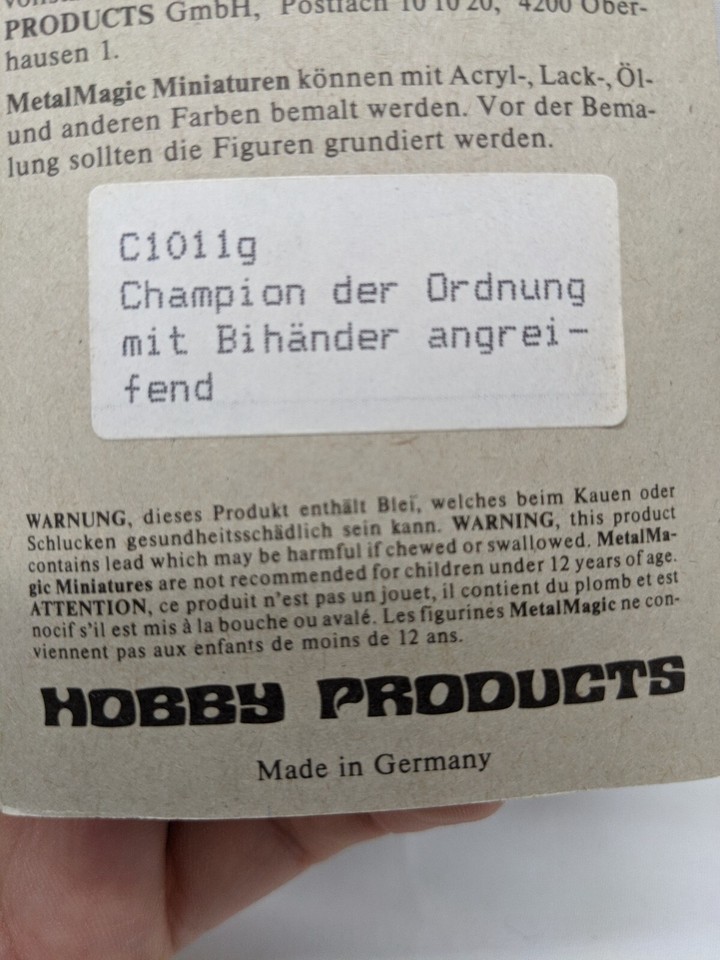 PRODUCTS GmbH, Postfach 10 10 20, 4200 Ober-
hausen 1.
MetalMagic Miniaturen können mit Acryl-, Lack-, Öl-
und anderen Farben bemalt werden. Vor der Bema-
lung sollten die Figuren grundiert werden.
C1011g
Champion der Ordnung
mit Bihänder angrei-
fend
WARNUNG, dieses Produkt enthält Blei, welches beim Kauen oder
Schlucken gesundheitsschädlich sein kann. WARNING, this product
contains lead which may be harmful if chewed or swallowed. MetalMa-
gic Miniatures are not recommended for children under 12 years of age.
ATTENTION, ce produit n'est pas un jouet, il contient du plomb et est
nocif s'il est mis à la bouche ou avalé. Les figurines MetalMagic ne con-
viennent pas aux enfants de moins de 12 ans.
HOBBY PRODUCTS
Made in Germany